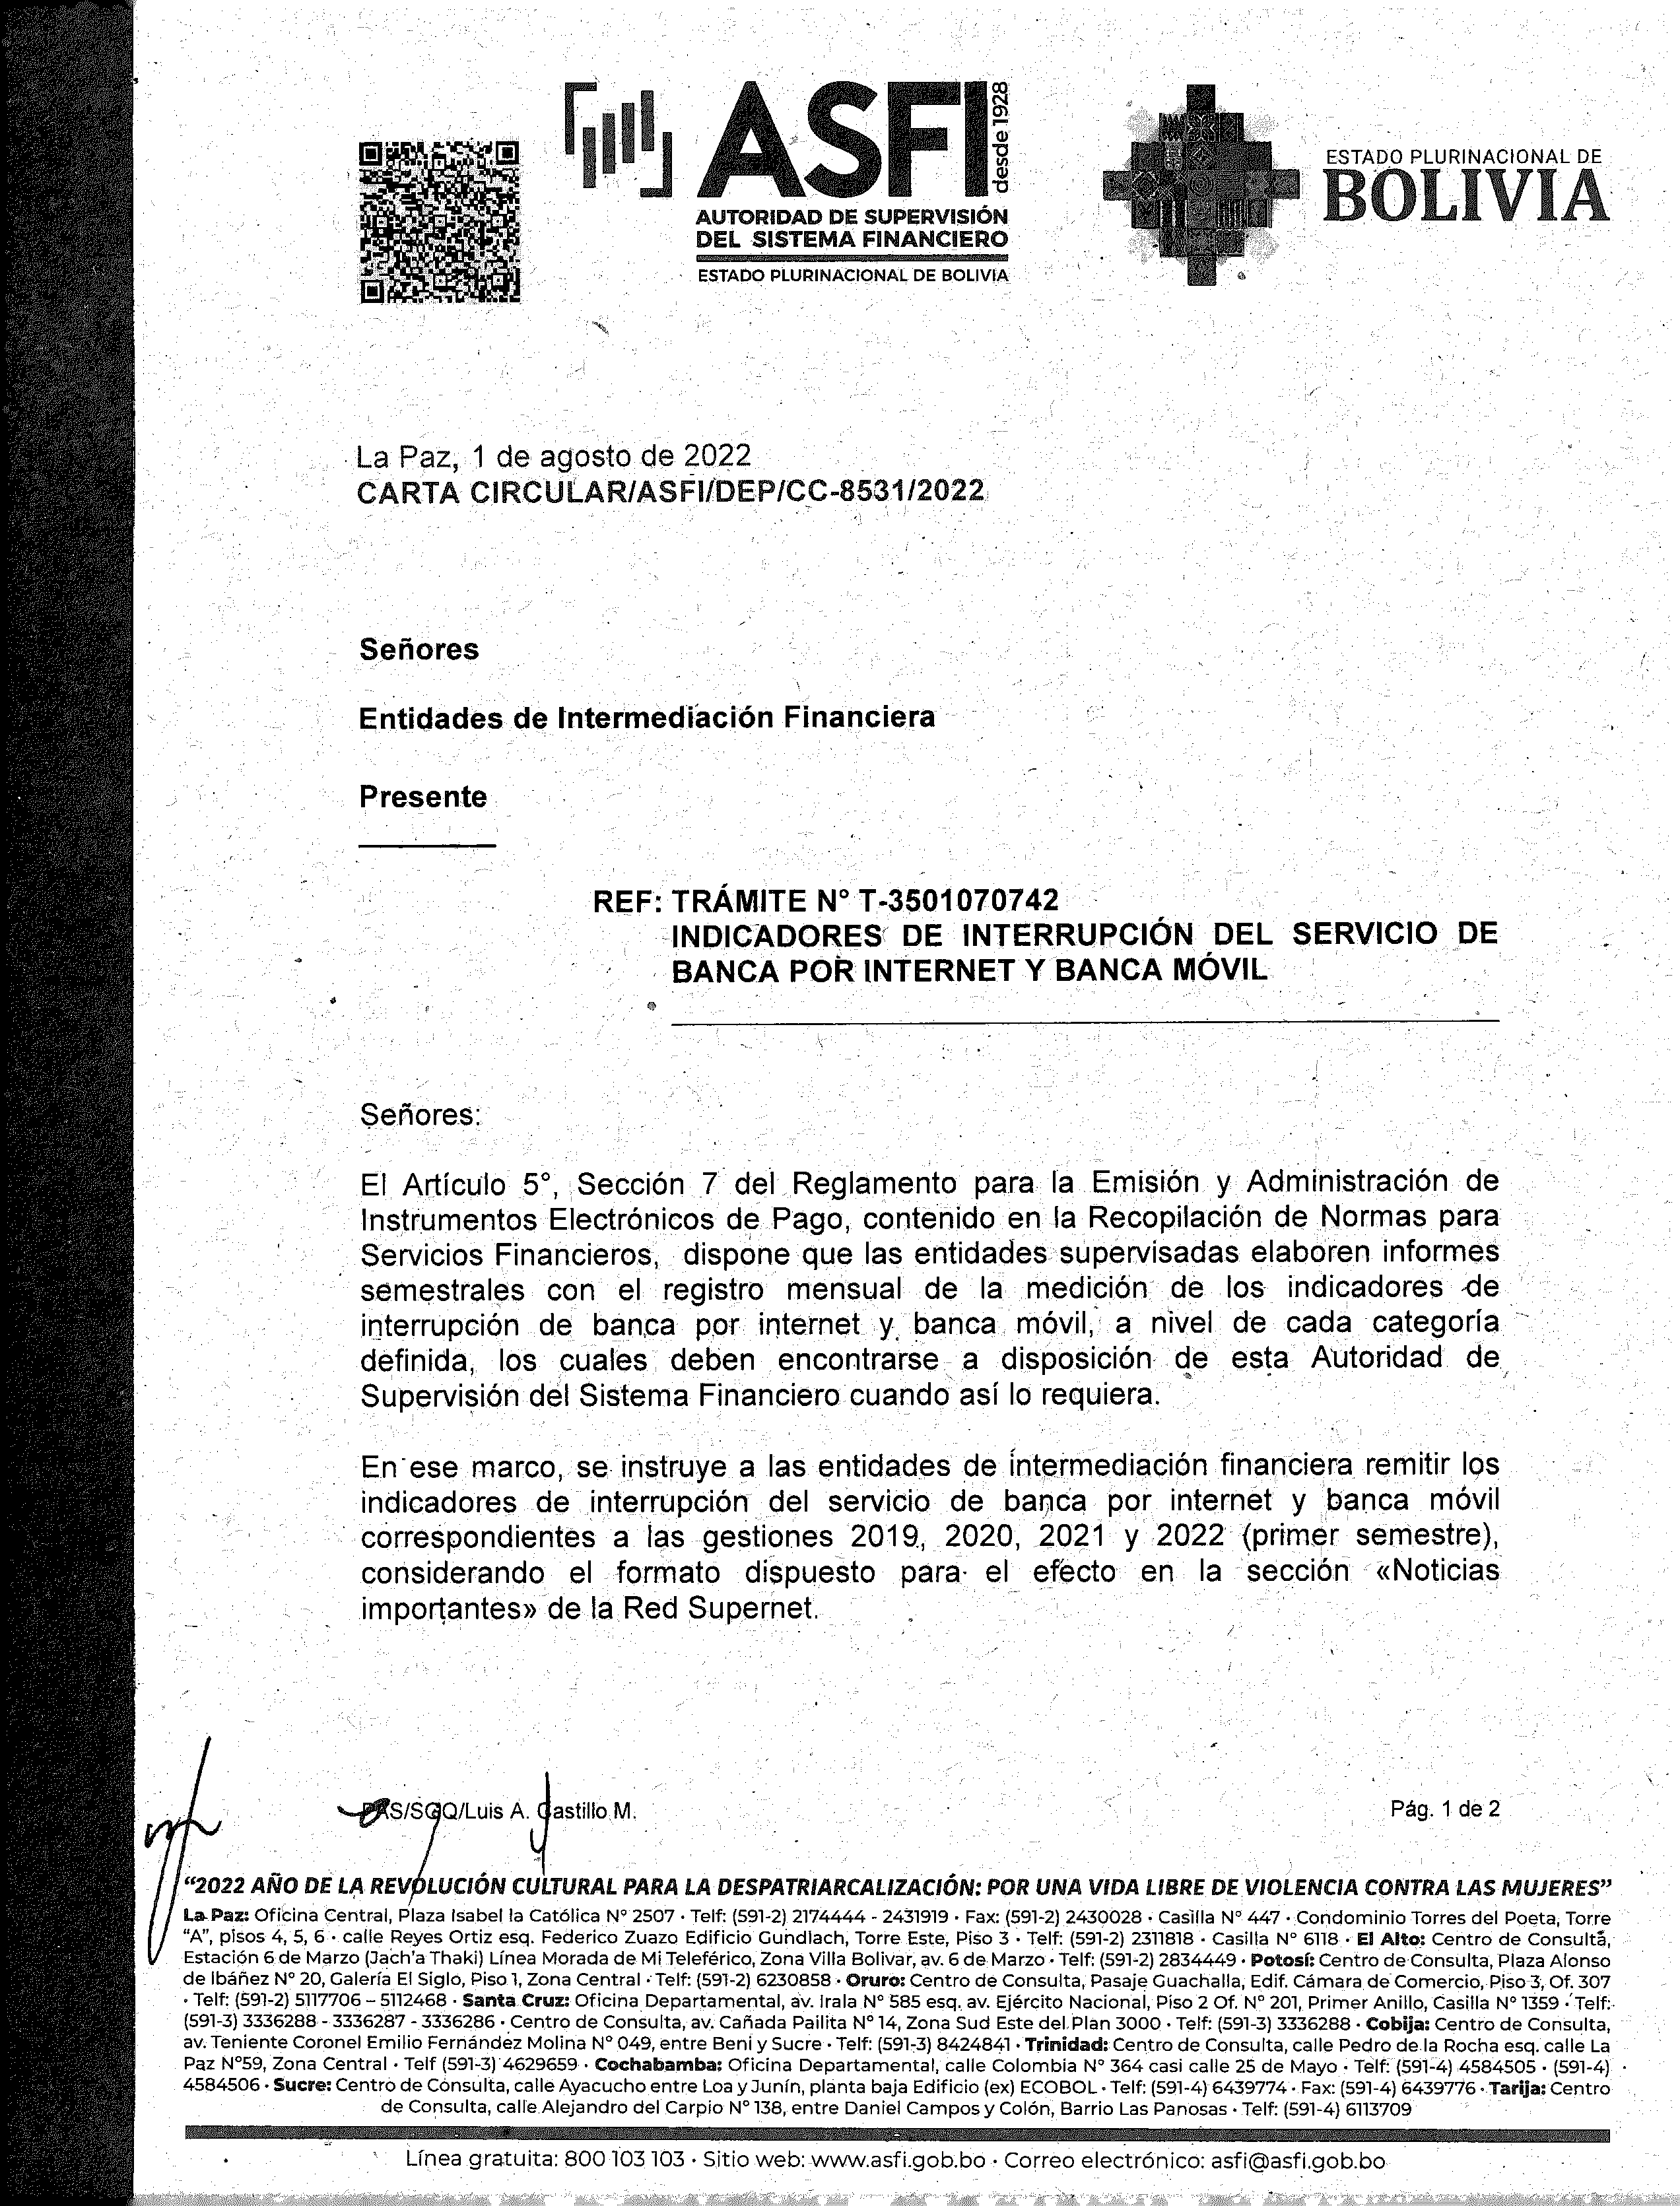 ASFI desde 1928
AUTORIDAD DE SUPERVISIÓN
DEL SISTEMA FINANCIERO
ESTADO PLURINACIONAL DE BOLIVIA
ESTADO PLURINACIONAL DE
BOLIVIA
La Paz, 1 de agosto de 2022
CARTA CIRCULAR/ASFI/DEP/CC-8531/2022
Señores
Entidades de Intermediación Financiera
Presente
REF: TRÁMITE N° T-3501070742
INDICADORES DE INTERRUPCIÓN DEL SERVICIO DE
BANCA POR INTERNET Y BANCA MÓVIL
Señores:
El Artículo 5°, Sección 7 del Reglamento para la Emisión y Administración de
Instrumentos Electrónicos de Pago, contenido en la Recopilación de Normas para
Servicios Financieros, dispone que las entidades supervisadas elaboren informes
semestrales con el registro mensual de la medición de los indicadores de
interrupción de banca por internet y banca móvil, a nivel de cada categoría
definida, los cuales deben encontrarse a disposición de esta Autoridad de
Supervisión del Sistema Financiero cuando así lo requiera.
En ese marco, se instruye a las entidades de intermediación financiera remitir los
indicadores de interrupción del servicio de banca por internet y banca móvil
correspondientes a las gestiones 2019, 2020, 2021 y 2022 (primer semestre),
considerando el formato dispuesto para el efecto en la sección «Noticias
importantes» de la Red Supernet.
/Luis A. Castillo M.
Pág. 1 de 2
“2022 AÑO DE LA REVOLUCIÓN CULTURAL PARA LA DESPATRIARCALIZACIÓN: POR UNA VIDA LIBRE DE VIOLENCIA CONTRA LAS MUJERES”
La Paz: Oficina Central, Plaza Isabel la Católica N° 2507 · Telf: (591-2) 2174444 - 2431919 · Fax: (591-2) 2430028 · Casilla N° 447 · Condominio Torres del Poeta, Torre
“A”, pisos 4, 5, 6 · calle Reyes Ortiz esq. Federico Zuazo Edificio Gundlach, Torre Este, Piso 3 · Telf: (591-2) 2311818 · Casilla N° 6118 · El Alto: Centro de Consulta,
Estación 6 de Marzo (Jach’a Thaki) Línea Morada de Mi Teleférico, Zona Villa Bolivar, av. 6 de Marzo · Telf: (591-2) 2834449 · Potosí: Centro de Consulta, Plaza Alonso
de Ibáñez N° 20, Galería El Siglo, Piso 1, Zona Central · Telf: (591-2) 6230858 · Oruro: Centro de Consulta, Pasaje Guachalla, Edif. Cámara de Comercio, Piso 3, Of. 307
· Telf: (591-2) 5117706 – 5112468 · Santa Cruz: Oficina Departamental, av. Irala N° 585 esq. av. Ejército Nacional, Piso 2 Of. N° 201, Primer Anillo, Casilla N° 1359 · Telf:
(591-3) 3336288 - 3336287 - 3336286 · Centro de Consulta, av. Cañada Pailita N° 14, Zona Sud Este del Plan 3000 · Telf: (591-3) 3336288 · Cobija: Centro de Consulta,
av. Teniente Coronel Emilio Fernández Molina N° 049, entre Beni y Sucre · Telf: (591-3) 8424841 · Trinidad: Centro de Consulta, calle Pedro de la Rocha esq. calle La
Paz N°59, Zona Central · Telf (591-3) 4629659 · Cochabamba: Oficina Departamental, calle Colombia N° 364 casi calle 25 de Mayo · Telf: (591-4) 4584505 · (591-4)
4584506 · Sucre: Centro de Consulta, calle Ayacucho entre Loa y Junín, planta baja Edificio (ex) ECOBOL · Telf: (591-4) 6439774 · Fax: (591-4) 6439776 · Tarija: Centro
de Consulta, calle Alejandro del Carpio N° 138, entre Daniel Campos y Colón, Barrio Las Panosas · Telf: (591-4) 6113709
Línea gratuita: 800 103 103 · Sitio web: www.asfi.gob.bo · Correo electrónico: asfi@asfi.gob.bo